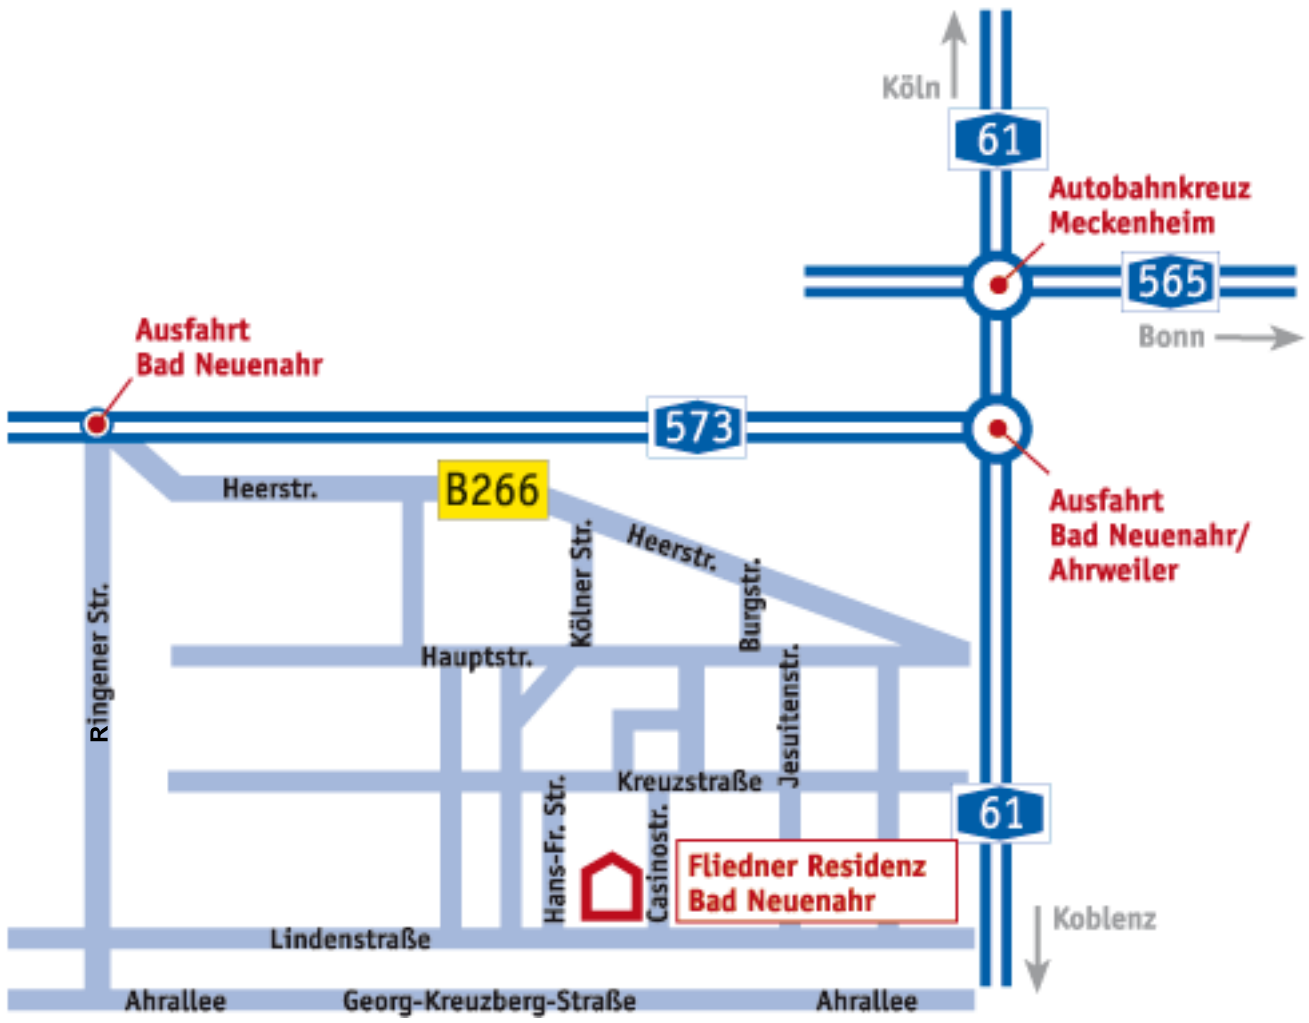 Köln
61
Autobahnkreuz
Meckenheim
565
Bonn
Ausfahrt
Bad Neuenahr
573
Ausfahrt
Bad Neuenahr/
Ahrweiler
Heerstr.
B266
Heerstr.
Kölner Str.
Burgstr.
Ringener Str.
Hauptstr.
Jesuitenstr.
Kreuzstraße
Hans-Fr. Str.
Casinostr.
61
Fliedner Residenz
Bad Neuenahr
Koblenz
Lindenstraße
Ahrallee
Georg-Kreuzberg-Straße
Ahrallee